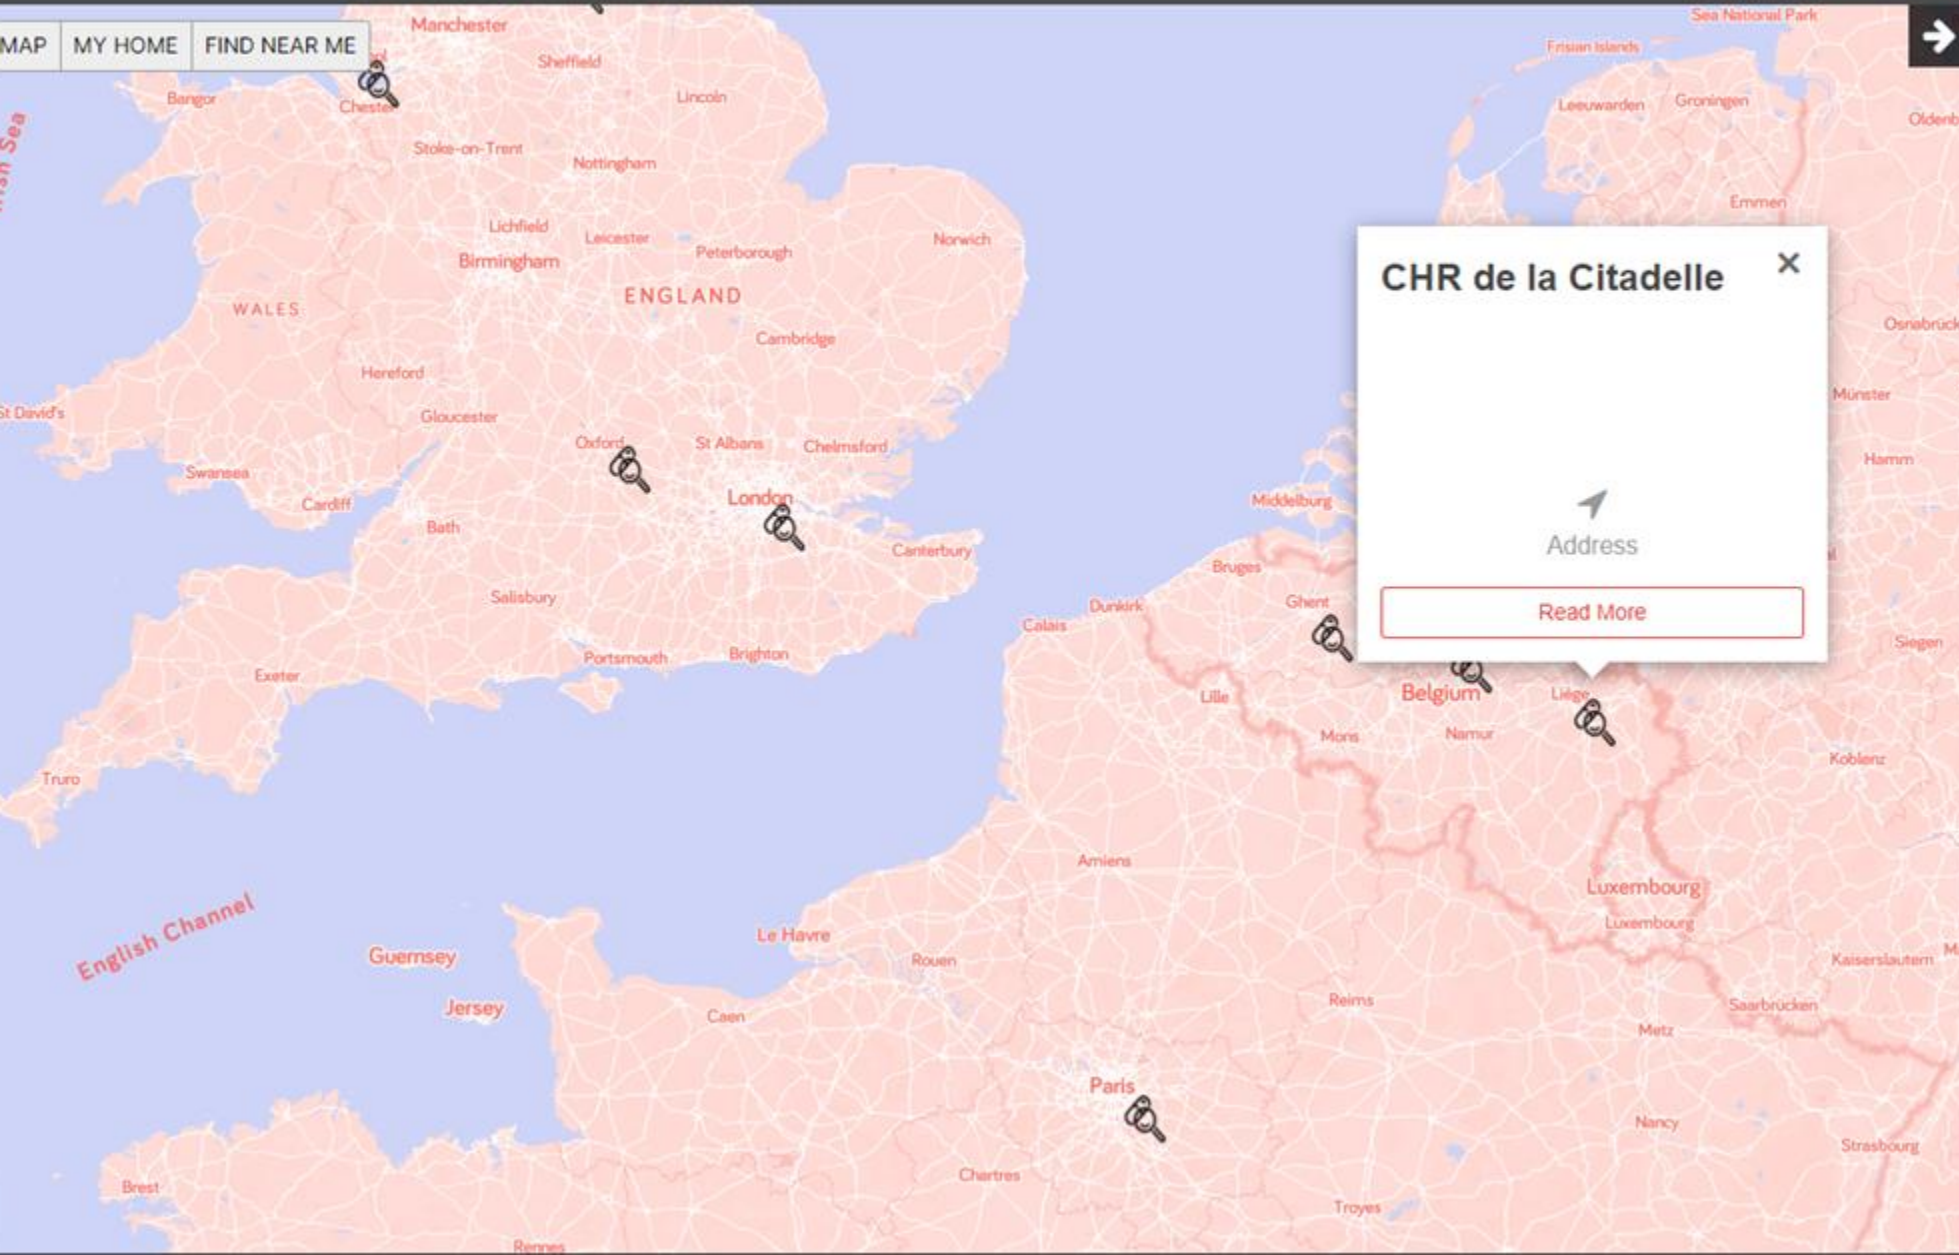 Manchester
Sea National Park
MAP
MY HOME
FIND NEAR ME
Frisian Islands
Sheffield
Bangor
Chester
Lincoln
Leeuwarden
Groningen
Stoke-on-Trent
Nottingham
Emmen
Lichfield
Leicester
Peterborough
Norwich
Birmingham
CHR de la Citadelle
×
ENGLAND
WALES
Cambridge
Osnabrück
Hereford
Münster
St David's
Gloucester
Oxford
St Albans
Chelmsford
Hamm
Swansea
Cardiff
London
Middelburg
Bath
Canterbury
Address
Bruges
Salisbury
Dunkirk
Ghent
Read More
Calais
Portsmouth
Brighton
Siegen
Exeter
Lille
Belgium
Liège
Mons
Namur
Truro
Koblenz
Amiens
Luxembourg
Luxembourg
English Channel
Le Havre
Guernsey
Rouen
Kaiserslautern
Jersey
Caen
Reims
Saarbrücken
Metz
Paris
Nancy
Strasbourg
Chartres
Brest
Troyes
Rennes